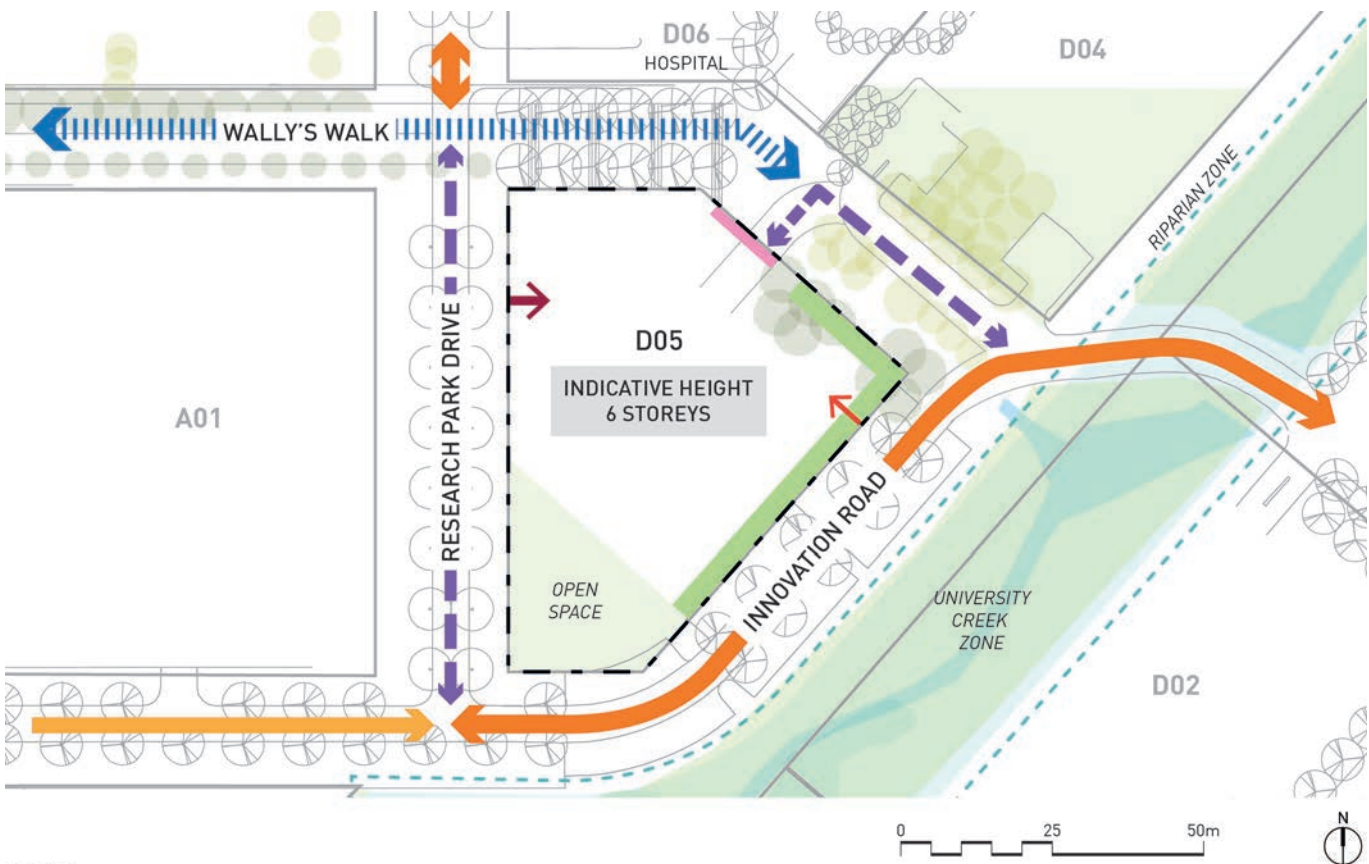 D06
HOSPITAL
D04
WALLY'S WALK
RIPARIAN ZONE
RESEARCH PARK DRIVE
D05
INDICATIVE HEIGHT
6 STOREYS
A01
INNOVATION ROAD
OPEN
SPACE
UNIVERSITY
CREEK
ZONE
D02
0 25 50m
N